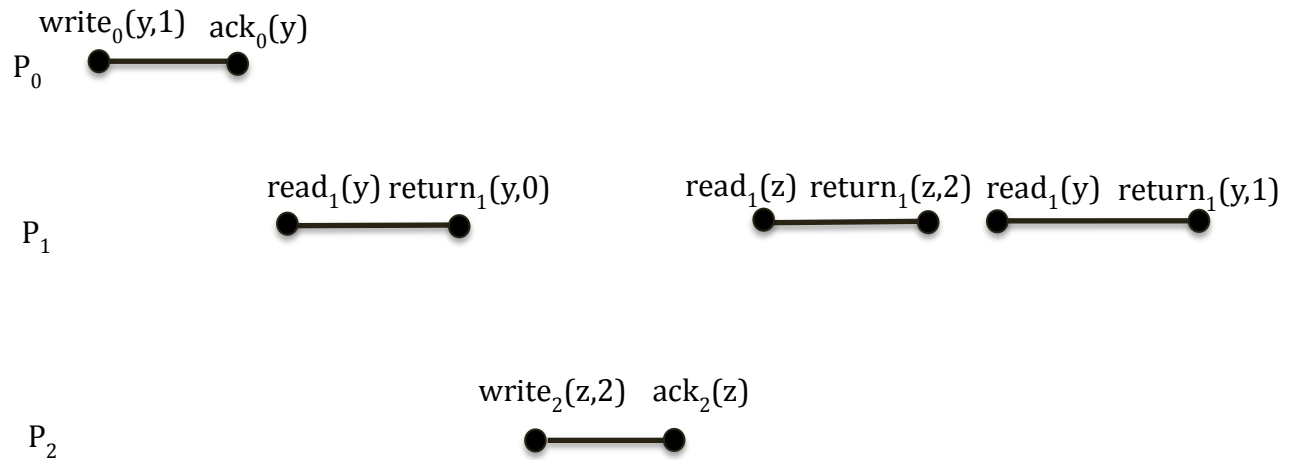 write₀(y,1) ack₀(y)
P₀
read₁(y) return₁(y,0) read₁(z) return₁(z,2) read₁(y) return₁(y,1)
P₁
write₂(z,2) ack₂(z)
P₂